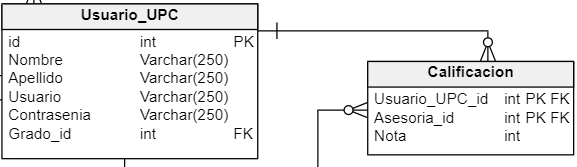 Usuario_UPC
id int PK
Nombre Varchar(250)
Apellido Varchar(250)
Usuario Varchar(250)
Contrasenia Varchar(250)
Grado_id int FK
Calificacion
Usuario_UPC_id int PK FK
Asesoria_id int PK FK
Nota int